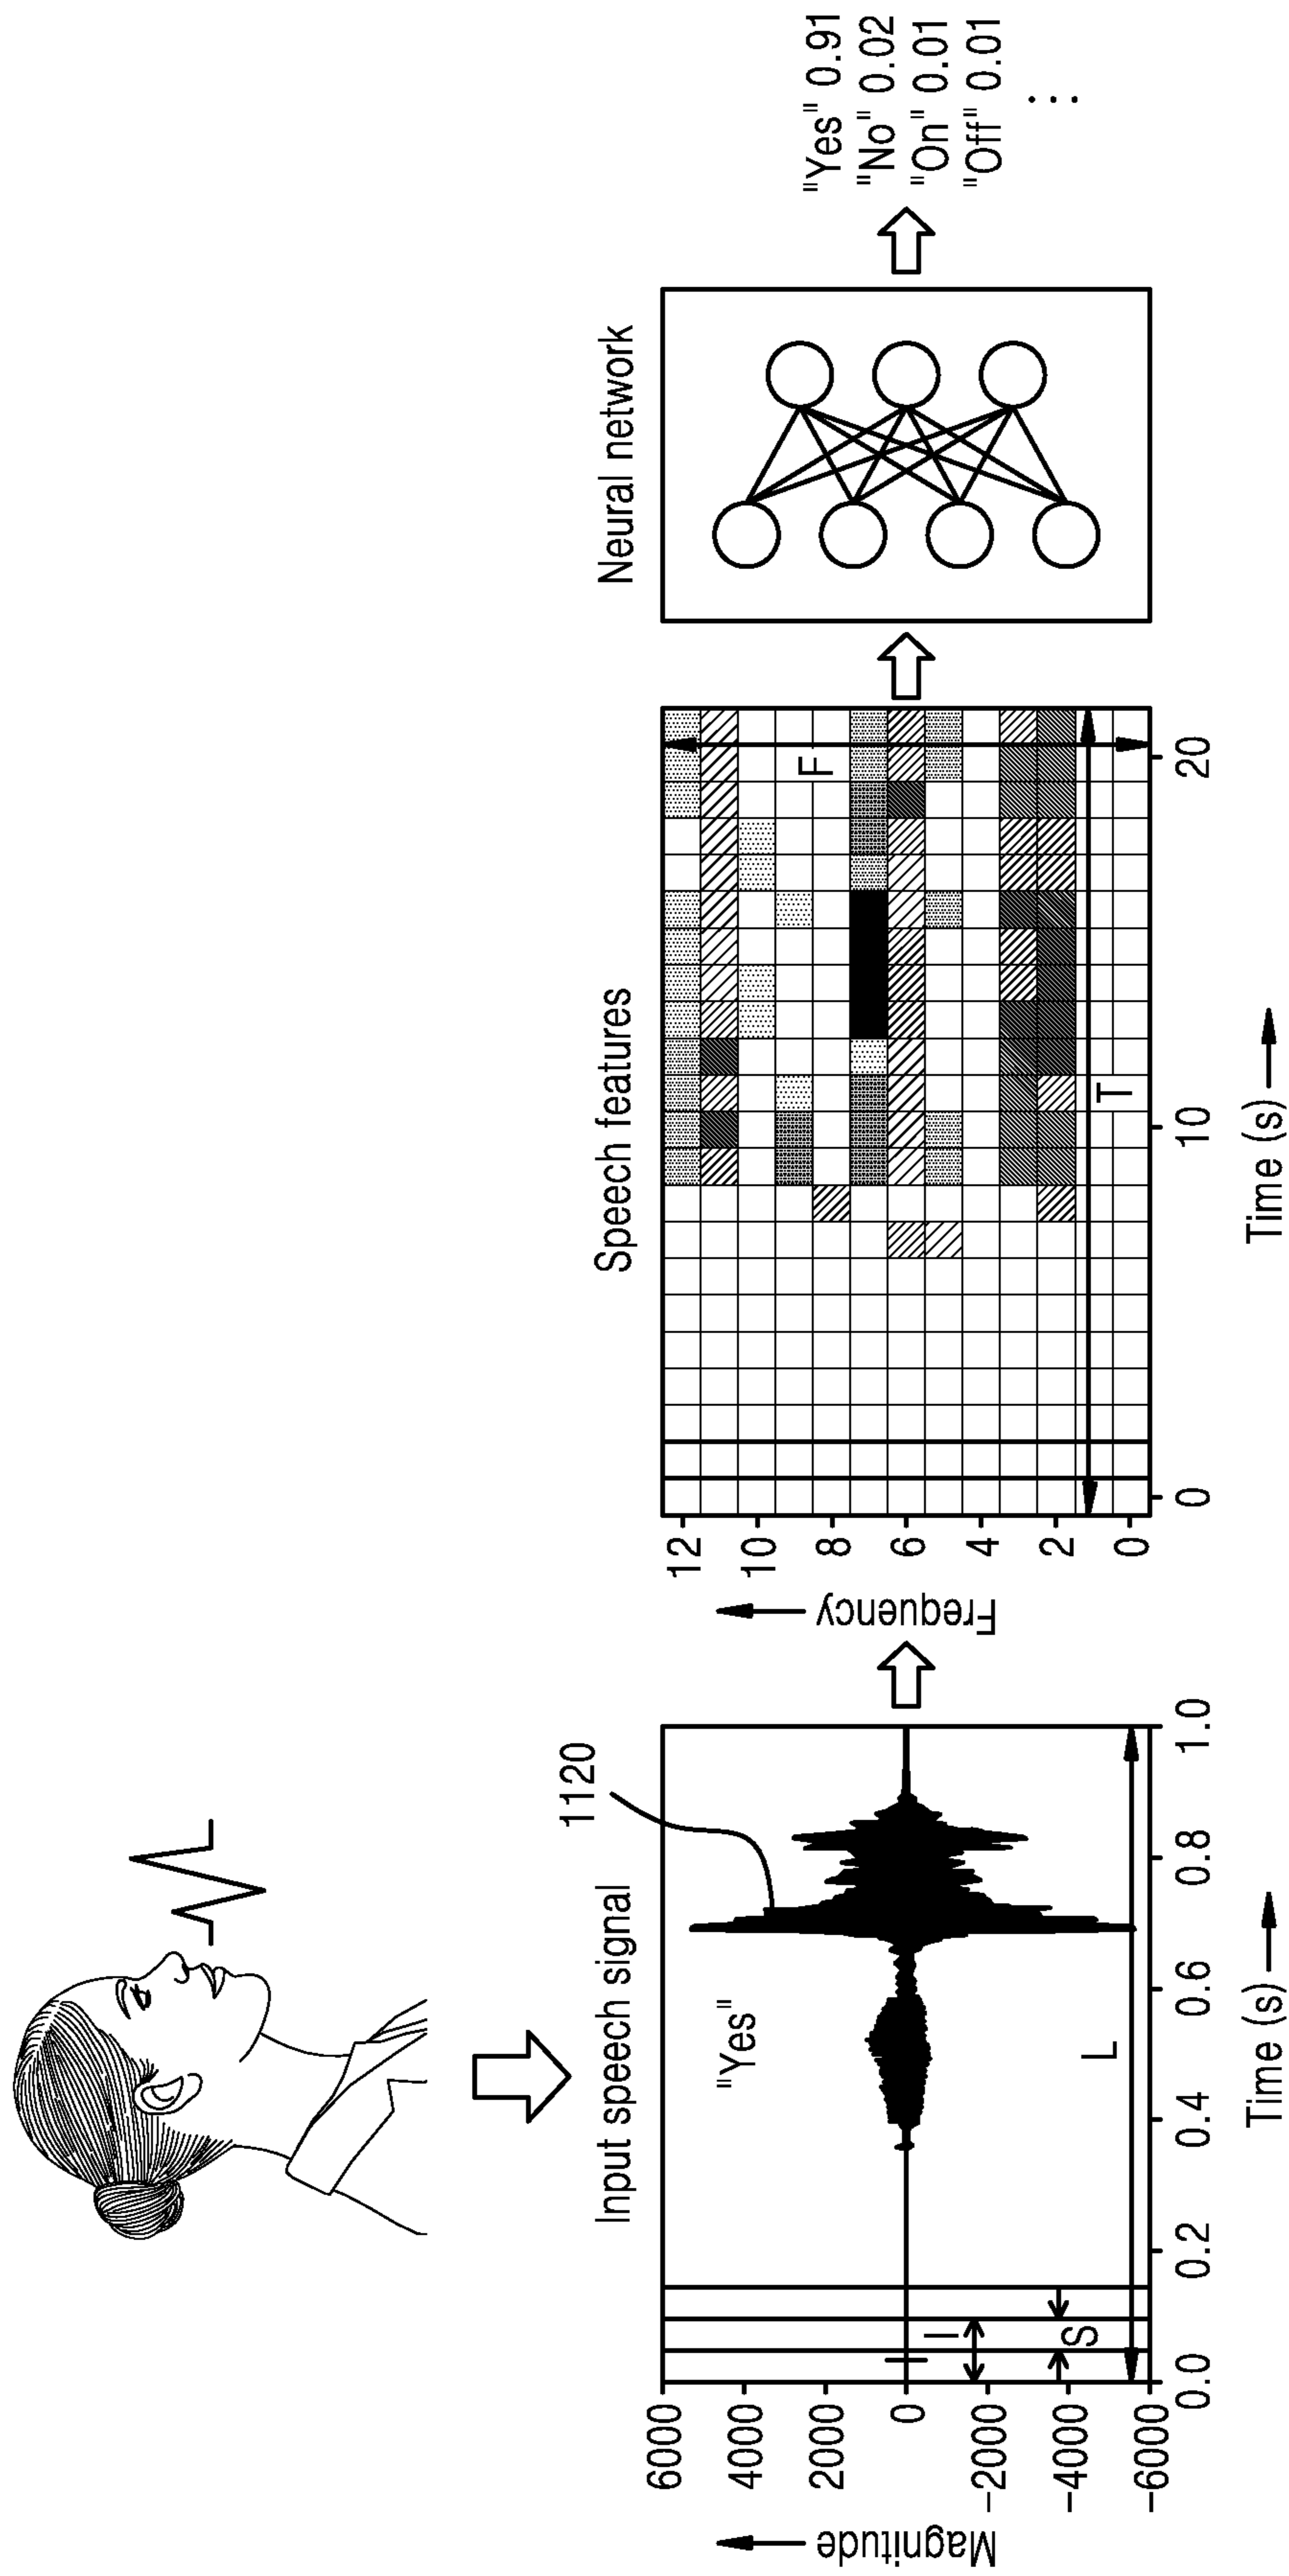 Input speech signal
1120
Magnitude
6000
4000
2000
0
-2000
-4000
-6000
"Yes"
l
S
L
0.0 0.2 0.4 0.6 0.8 1.0
Time (s)
Speech features
Frequency
12
10
8
6
4
2
0
F
T
0 10 20
Time (s)
Neural network
"Yes" 0.91
"No" 0.02
"On" 0.01
"Off" 0.01
⋮